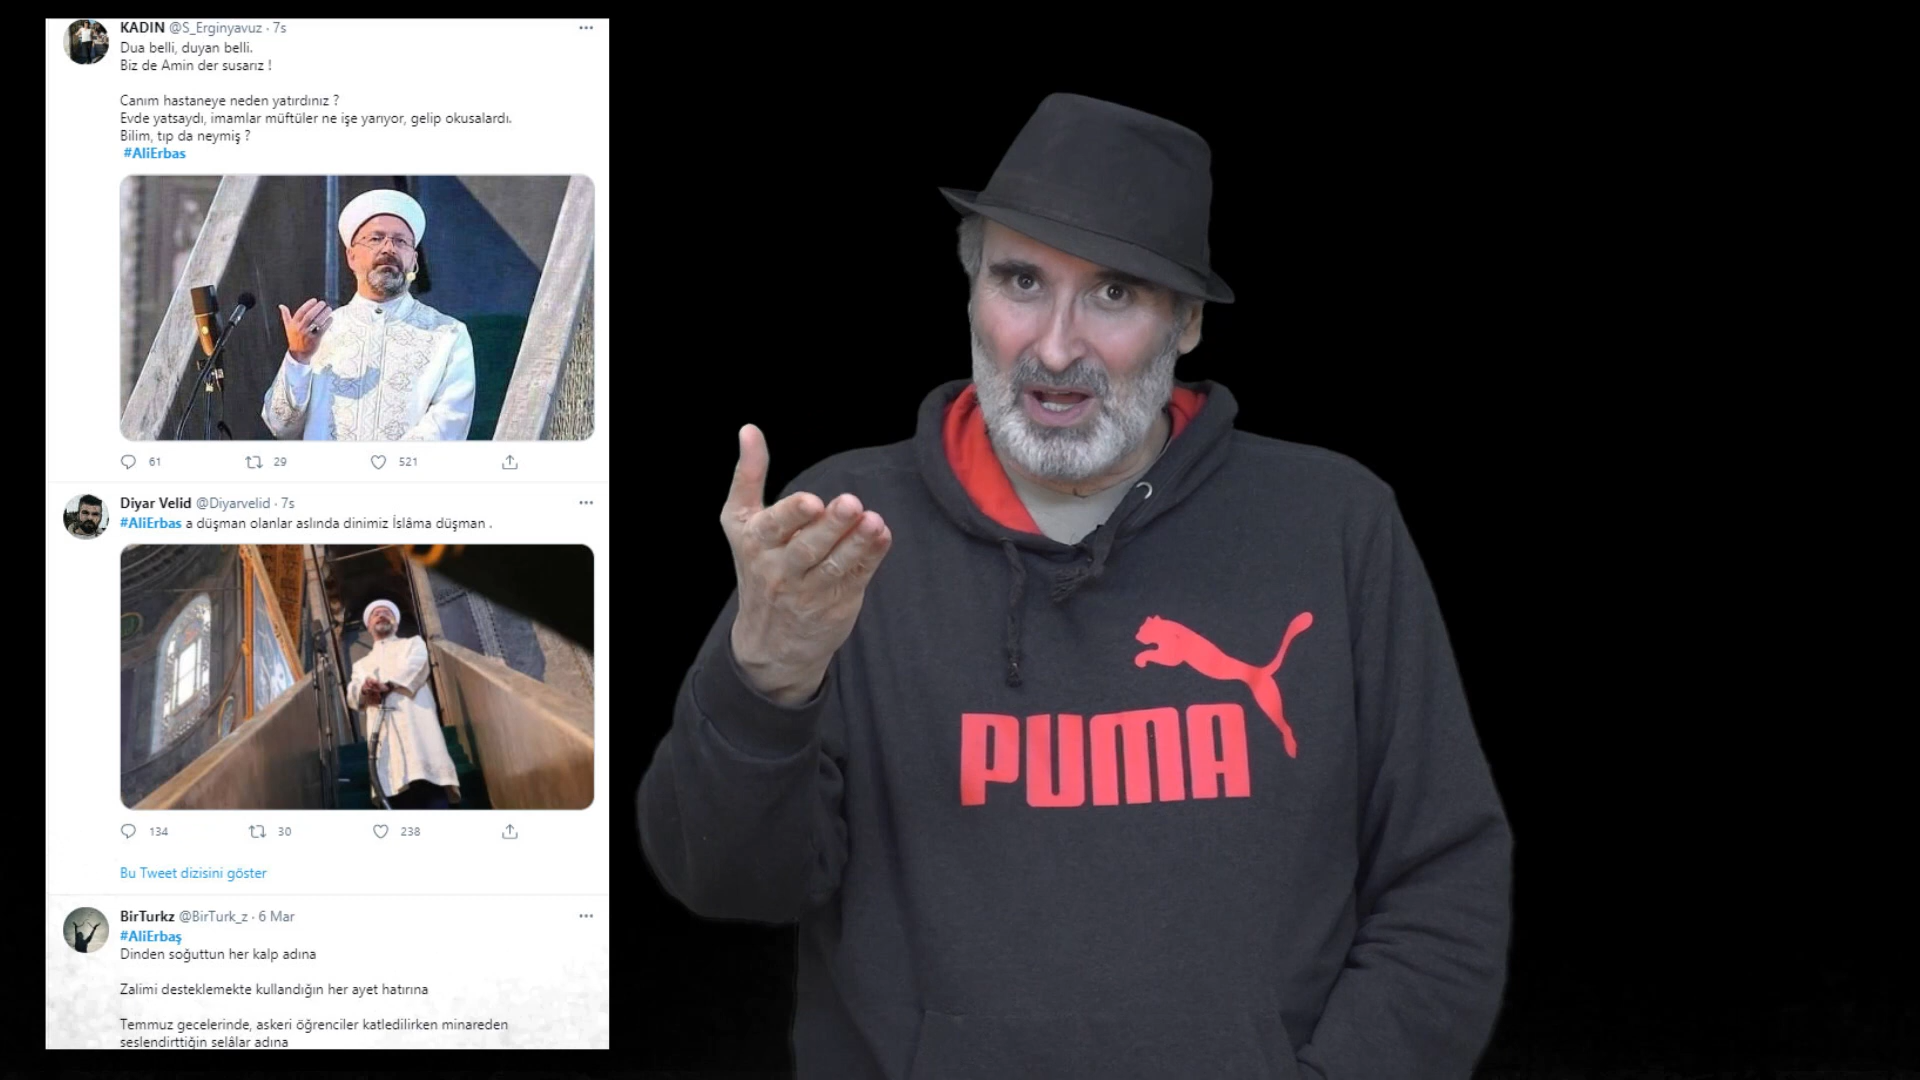 KADIN @S_Erginyavuz · 7s
Dua belli, duyan belli.
Biz de Amin der susarız !
Canım hastaneye neden yatırdınız ?
Evde yatsaydı, imamlar müftüler ne işe yarıyor, gelip okusalardı.
Bilim, tıp da neymiş ?
#AliErbas
61 29 521
Diyar Velid @Diyarvelid · 7s
#AliErbas a düşman olanlar aslında dinimiz İslâma düşman .
134 30 238
Bu Tweet dizisini göster
BirTurkz @BirTurk_z · 6 Mar
#AliErbaş
Dinden soğuttun her kalp adına
Zalimi desteklemekte kullandığın her ayet hatırına
Temmuz gecelerinde, askeri öğrenciler katledilirken minareden
seslendirttiğin selâlar adına
PUMA